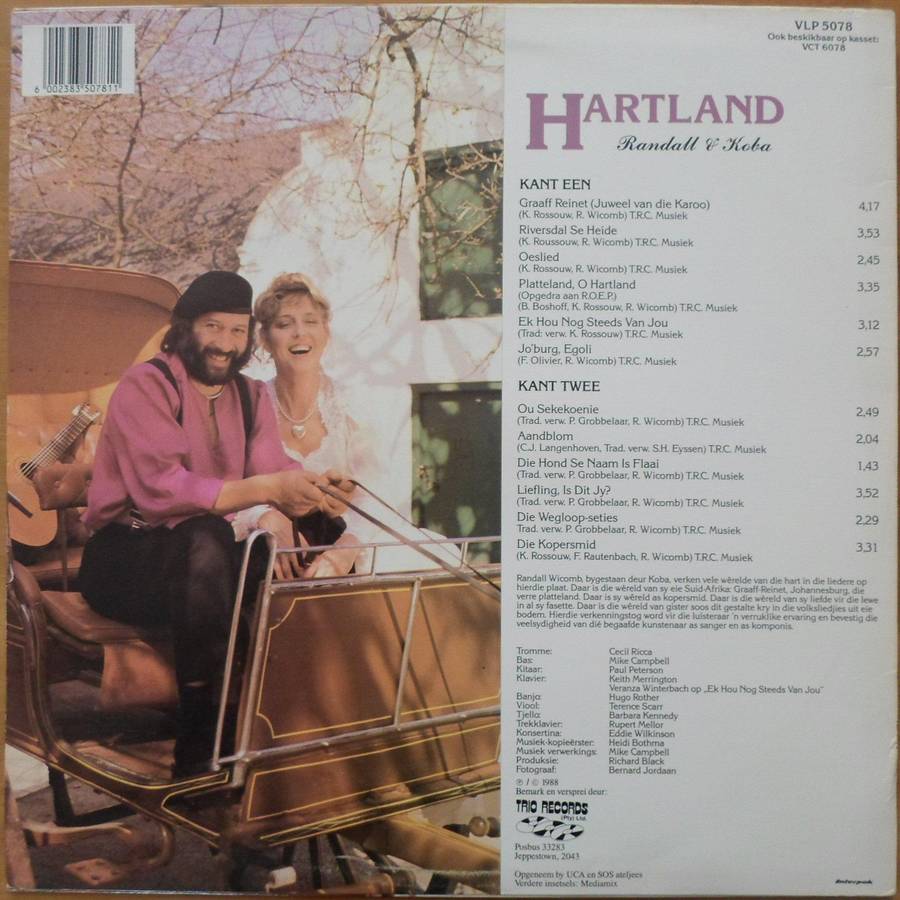 6 002383 507811
VLP 5078
Ook beskikbaar op kasset:
VCT 6078
HARTLAND
Randall & Koba
KANT EEN
Graaff Reinet (Juweel van die Karoo) 4,17
(K. Rossouw, R. Wicomb) T.R.C. Musiek
Riversdal Se Heide 3,53
(K. Roussouw, R. Wicomb) T.R.C. Musiek
Oeslied 2,45
(K. Rossouw, R. Wicomb) T.R.C. Musiek
Platteland, O Hartland 3,35
(Opgedra aan R.O.E.P.)
(B. Boshoff, K. Rossouw, R. Wicomb) T.R.C. Musiek
Ek Hou Nog Steeds Van Jou 3,12
(Trad: verw. K. Rossouw) T.R.C. Musiek
Jo'burg, Egoli 2,57
(F. Olivier, R. Wicomb) T.R.C. Musiek
KANT TWEE
Ou Sekekoenie 2,49
(Trad. verw. P. Grobbelaar, R. Wicomb) T.R.C. Musiek
Aandblom 2,04
(C.J. Langenhoven, Trad. verw. S.H. Eyssen) T.R.C. Musiek
Die Hond Se Naam Is Flaai 1,43
(Trad. verw. P. Grobbelaar, R. Wicomb) T.R.C. Musiek
Liefling, Is Dit Jy? 3,52
(Trad. verw. P. Grobbelaar, R. Wicomb) T.R.C. Musiek
Die Wegloop-seties 2,29
Trad. verw. P. Grobbelaar, R. Wicomb) T.R.C. Musiek
Die Kopersmid 3,31
(K. Rossouw, F. Rautenbach, R. Wicomb) T.R.C. Musiek
Randall Wicomb, bygestaan deur Koba, verken vele wêrelde van die hart in die liedere op
hierdie plaat. Daar is die wêreld van sy eie Suid-Afrika: Graaff-Reinet, Johannesburg, die
verre platteland. Daar is sy wêreld as kopersmid. Daar is die wêreld van sy liefde vir die lewe
in al sy fasette. Daar is die wêreld van gister soos dit gestalte kry in die volksliedjies uit eie
bodem. Hierdie verkenningstog word vir die luisteraar 'n verruklike ervaring en bevestig die
veelsydigheid van dié begaafde kunstenaar as sanger en as komponis.
Tromme: Cecil Ricca
Bas: Mike Campbell
Kitaar: Paul Peterson
Klavier: Keith Merrington
Veranza Winterbach op „Ek Hou Nog Steeds Van Jou"
Banjo: Hugo Rother
Viool: Terence Scarr
Tjello: Barbara Kennedy
Trekklavier: Rupert Mellor
Konsertina: Eddie Wilkinson
Musiek-kopieërster: Heidi Bothma
Musiek verwerkings: Mike Campbell
Produksie: Richard Black
Fotograaf: Bernard Jordaan
℗ / © 1988
Bemark en versprei deur:
TRIO RECORDS
(Pty) Ltd.
Posbus 33283
Jeppestown, 2043
Opgeneem by UCA en SOS ateljees
Verdere insetsels: Mediamix
Interpak